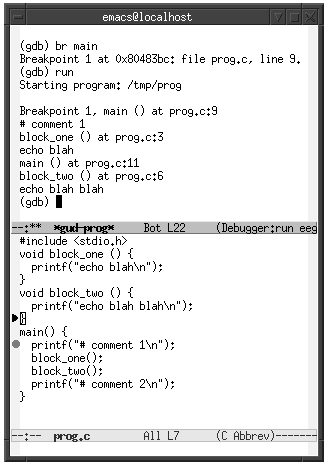 emacs@localhost
(gdb) br main
Breakpoint 1 at 0x80483bc: file prog.c, line 9.
(gdb) run
Starting program: /tmp/prog
Breakpoint 1, main () at prog.c:9
# comment 1
block_one () at prog.c:3
echo blah
main () at prog.c:11
block_two () at prog.c:6
echo blah blah
(gdb)
--:** *gud-prog* Bot L22 (Debugger:run eeg
#include <stdio.h>
void block_one () {
printf("echo blah\n");
}
void block_two () {
printf("echo blah blah\n");
}
main() {
printf("# comment 1\n");
block_one();
block_two();
printf("# comment 2\n");
}
--:-- prog.c All L7 (C Abbrev)-------